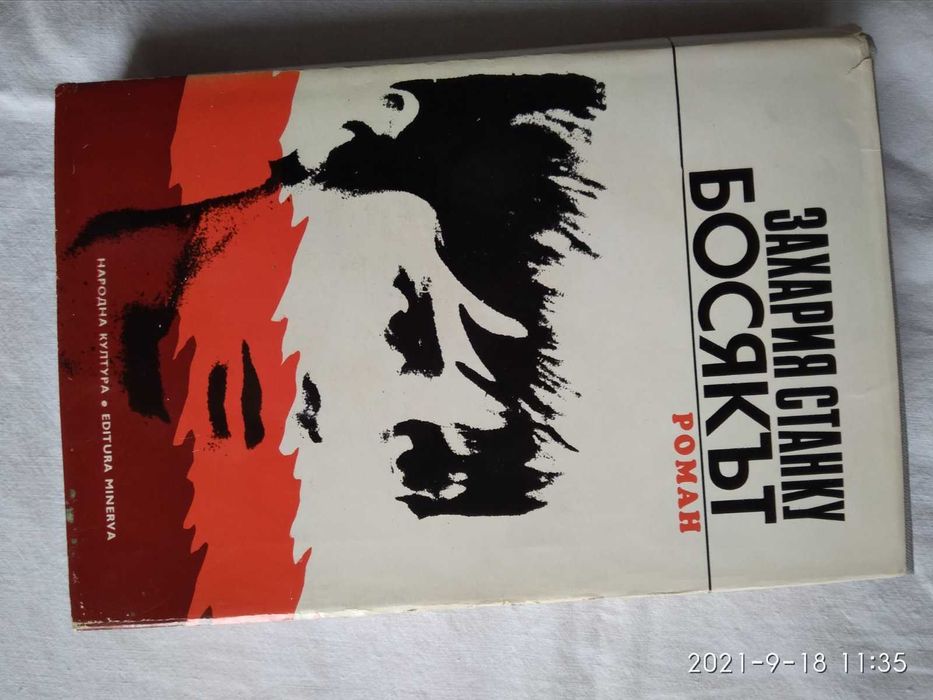 ЗАХАРИЯ СТАНКУ
БОСЯКЪТ
РОМАН
НАРОДНА КУЛТУРА • EDITURA MINERVA
2021-9-18 11:35